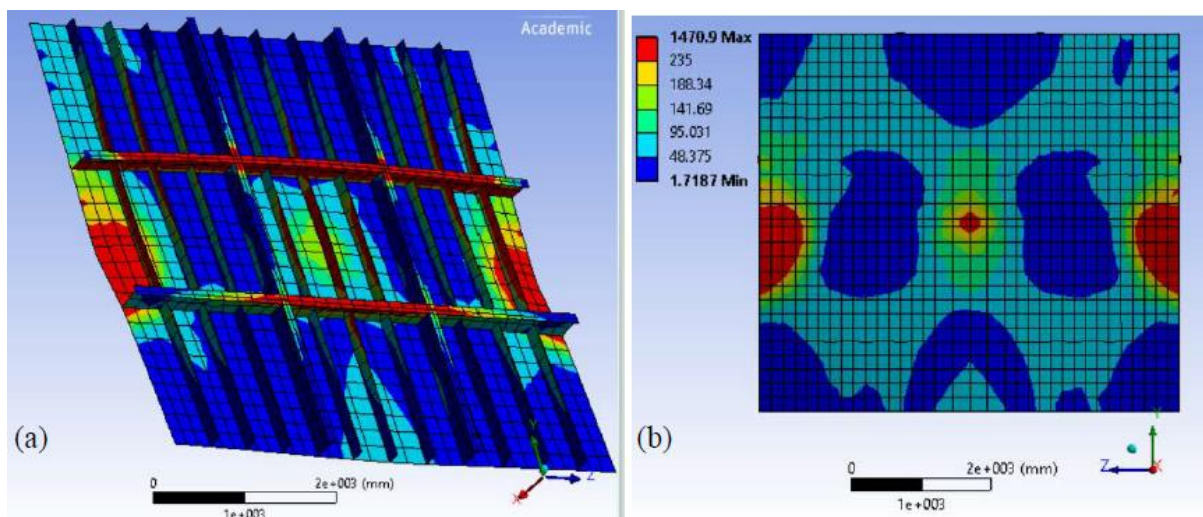 Academic
(a)
Y
Z
X
0
2e+003 (mm)
1e+003
1470.9 Max
235
188.34
141.69
95.031
48.375
1.7187 Min
(b)
Y
Z
X
0
2e+003 (mm)
1e+003